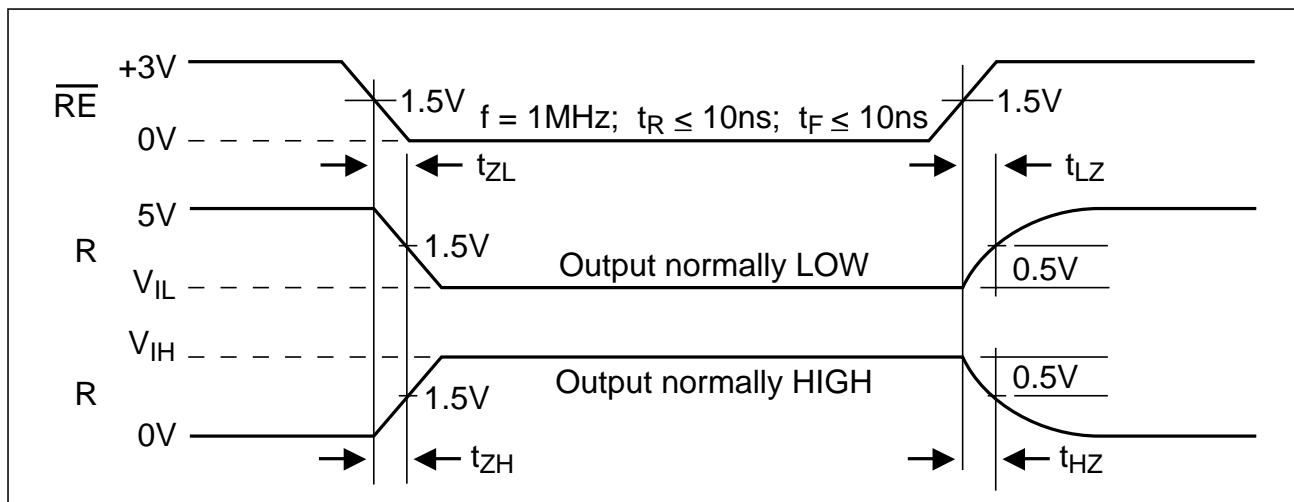 +3V
R̅E̅
1.5V
f = 1MHz; tR ≤ 10ns; tF ≤ 10ns
1.5V
0V
tZL
tLZ
5V
R
1.5V
Output normally LOW
0.5V
VIL
VIH
R
1.5V
Output normally HIGH
0.5V
0V
tZH
tHZ